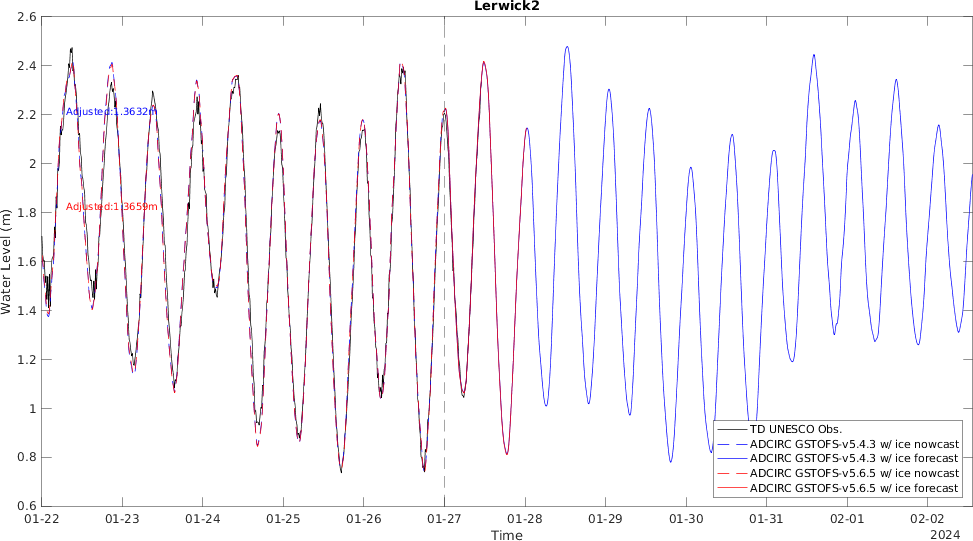 Lerwick2
2.6
2.4
2.2
2
1.8
1.6
1.4
1.2
1
0.8
0.6
Water Level (m)
Adjusted:1.3632m
Adjusted:1.3659m
TD UNESCO Obs.
ADCIRC GSTOFS-v5.4.3 w/ ice nowcast
ADCIRC GSTOFS-v5.4.3 w/ ice forecast
ADCIRC GSTOFS-v5.6.5 w/ ice nowcast
ADCIRC GSTOFS-v5.6.5 w/ ice forecast
01-22 01-23 01-24 01-25 01-26 01-27 01-28 01-29 01-30 01-31 02-01 02-02
Time
2024